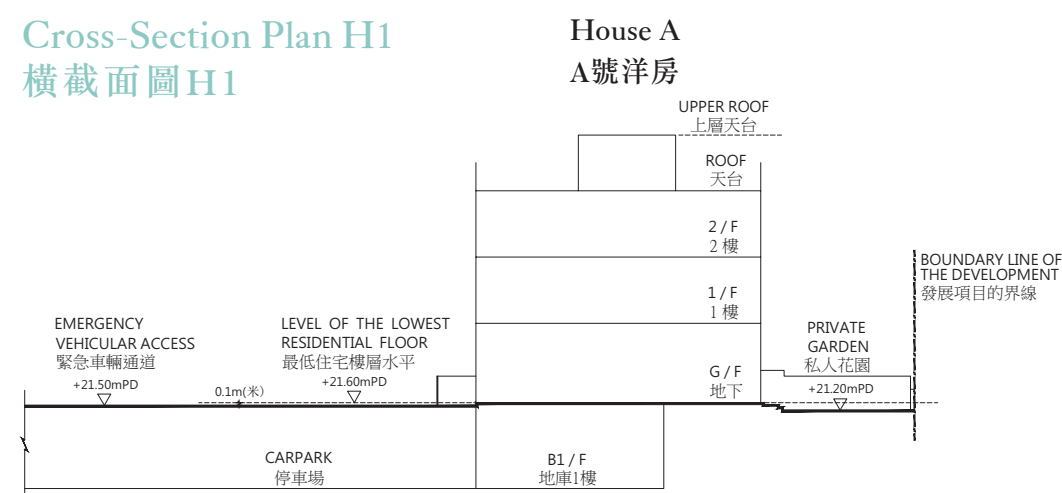 Cross-Section Plan H1
橫截面圖H1
House A
A號洋房
UPPER ROOF
上層天台
ROOF
天台
2 / F
2 樓
1 / F
1 樓
G / F
地下
BOUNDARY LINE OF
THE DEVELOPMENT
發展項目的界線
EMERGENCY
VEHICULAR ACCESS
緊急車輛通道
+21.50mPD
0.1m(米)
LEVEL OF THE LOWEST
RESIDENTIAL FLOOR
最低住宅樓層水平
+21.60mPD
PRIVATE
GARDEN
私人花園
+21.20mPD
CARPARK
停車場
B1 / F
地庫1樓